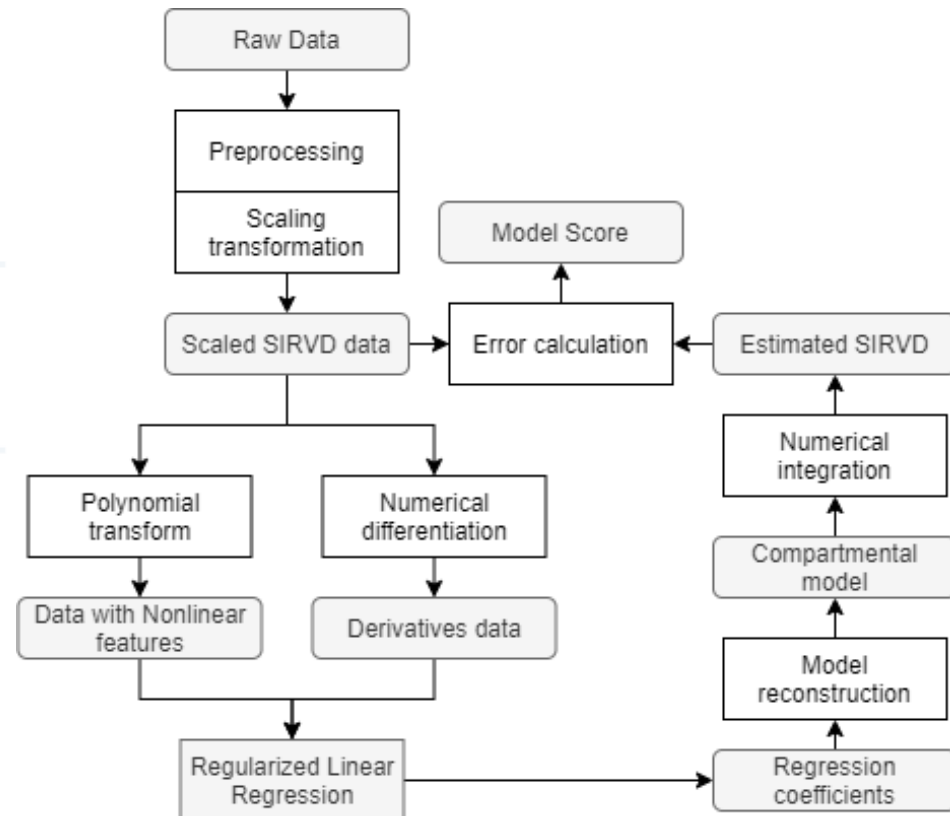 Raw Data
Preprocessing
Scaling
transformation
Model Score
Scaled SIRVD data
Error calculation
Estimated SIRVD
Numerical
integration
Polynomial
transform
Numerical
differentiation
Compartmental
model
Data with Nonlinear
features
Derivatives data
Model
reconstruction
Regularized Linear
Regression
Regression
coefficients